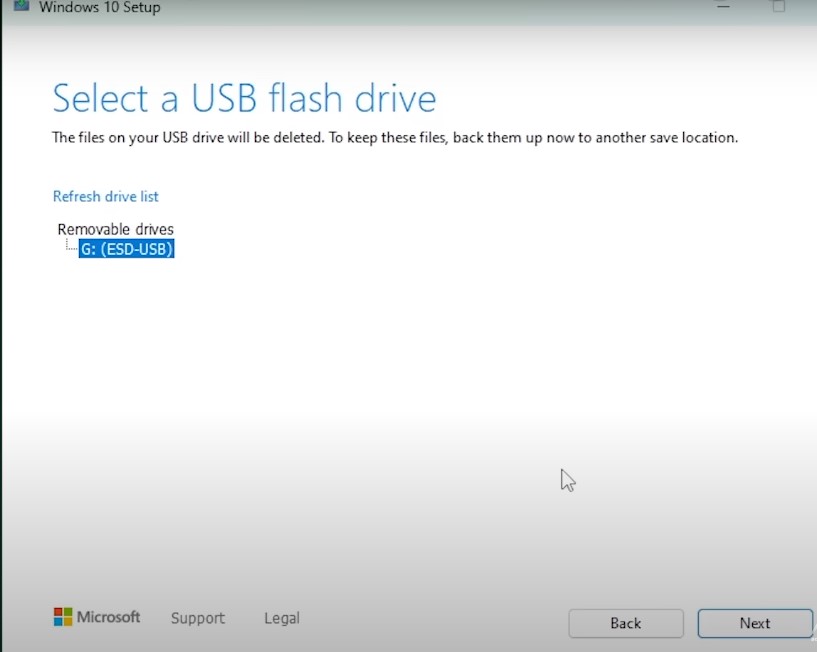 Windows 10 Setup
Select a USB flash drive
The files on your USB drive will be deleted. To keep these files, back them up now to another save location.
Refresh drive list
Removable drives
G: (ESD-USB)
Microsoft Support Legal Back Next